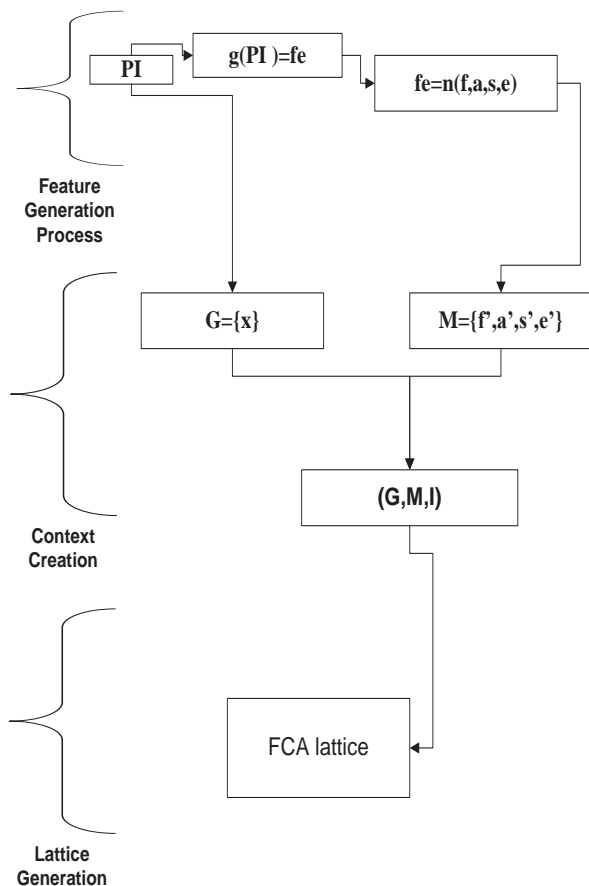 PI
g(PI )=fe
fe=n(f,a,s,e)
Feature
Generation
Process
G={x}
M={f’,a’,s’,e’}
(G,M,I)
Context
Creation
FCA lattice
Lattice
Generation